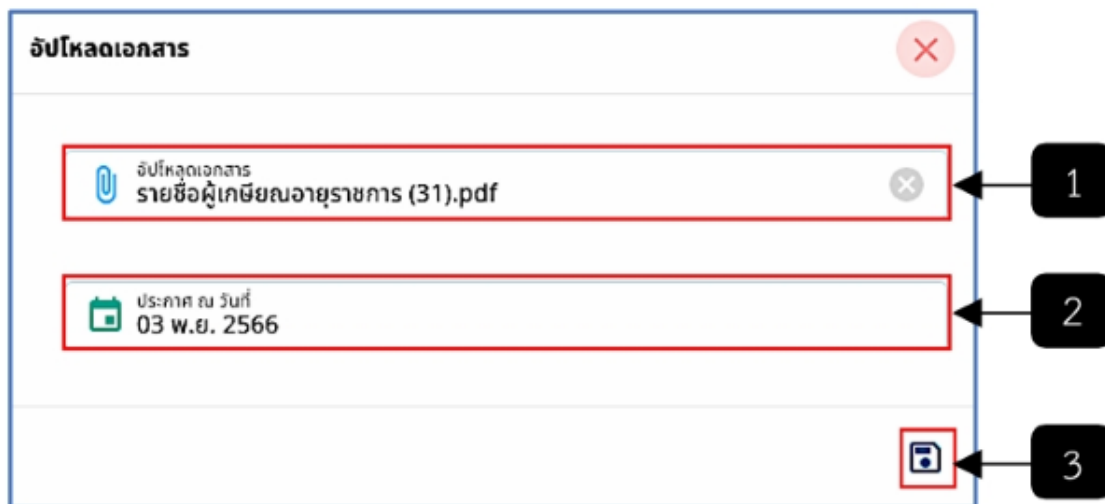 อัปโหลดเอกสาร
อัปโหลดเอกสาร
รายชื่อผู้เกษียณอายุราชการ (31).pdf
1
ประกาศ ณ วันที่
03 พ.ย. 2566
2
3